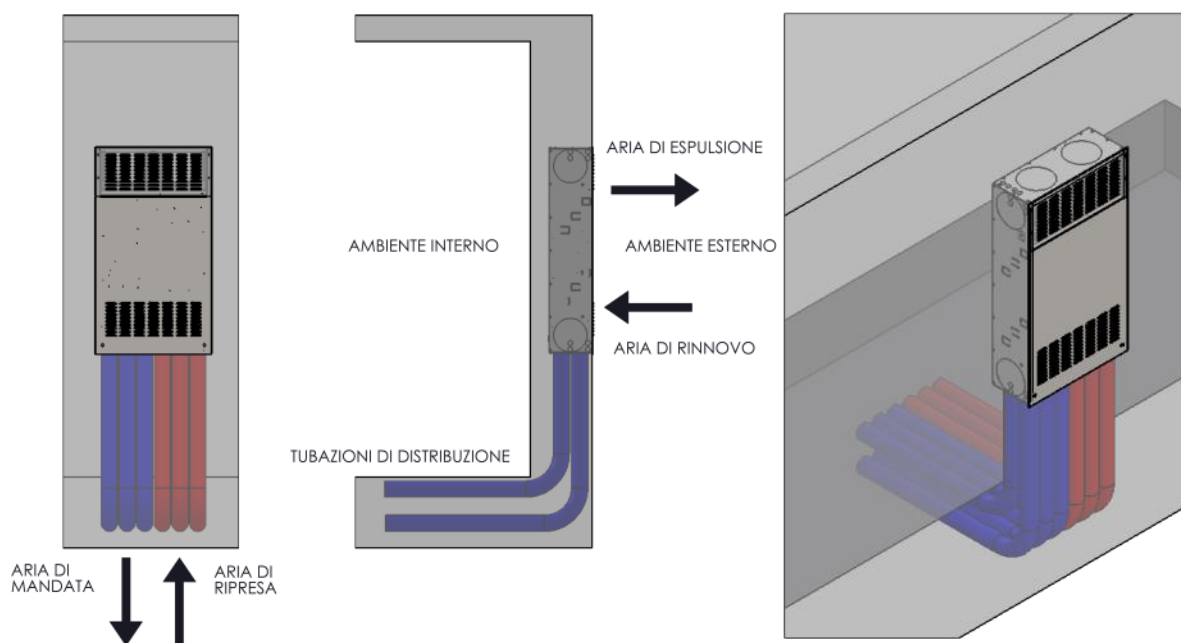 ARIA DI ESPULSIONE
AMBIENTE INTERNO
AMBIENTE ESTERNO
ARIA DI RINNOVO
TUBAZIONI DI DISTRIBUZIONE
ARIA DI
MANDATA
ARIA DI
RIPRESA